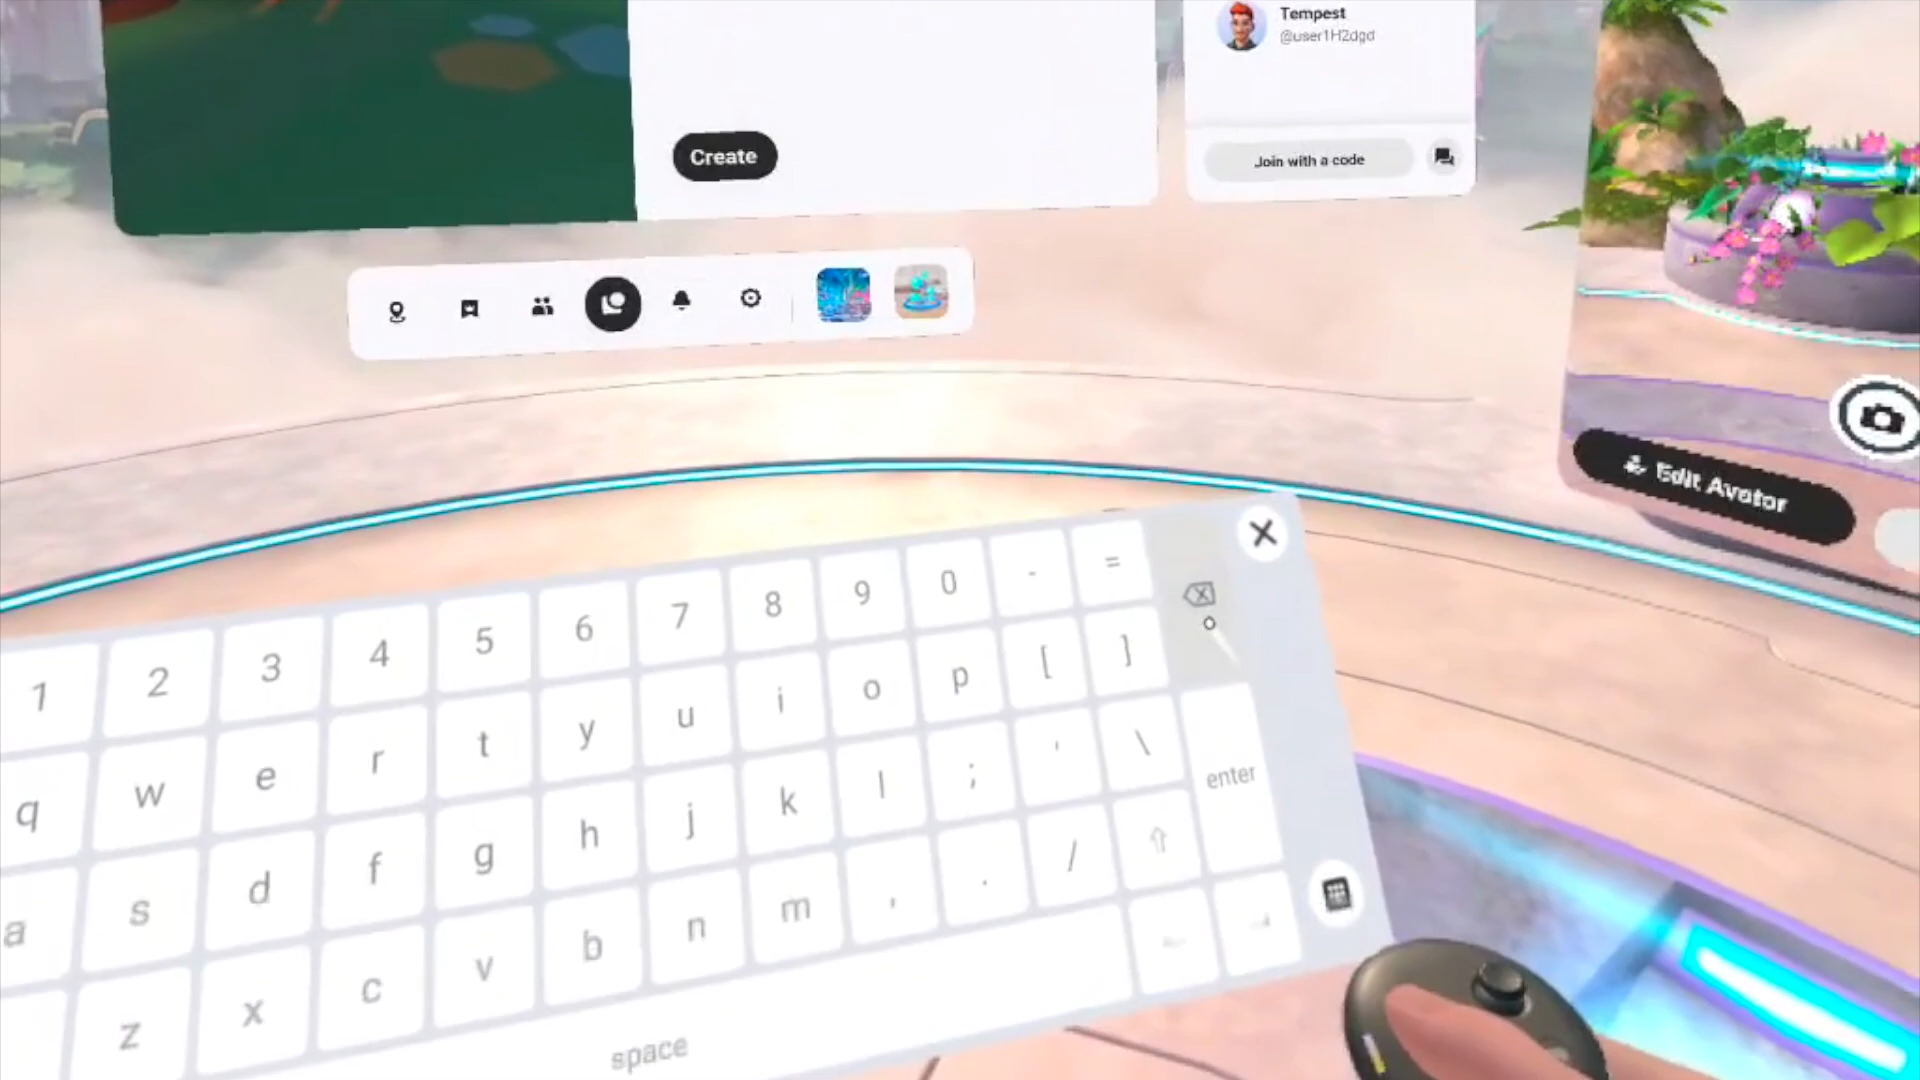 Tempest
@user1H2dgd
Create
Join with a code
Edit Avatar
1 2 3 4 5 6 7 8 9 0 - =
q w e r t y u i o p [ ]
a s d f g h j k l ; ' \ enter
z x c v b n m , . /
space